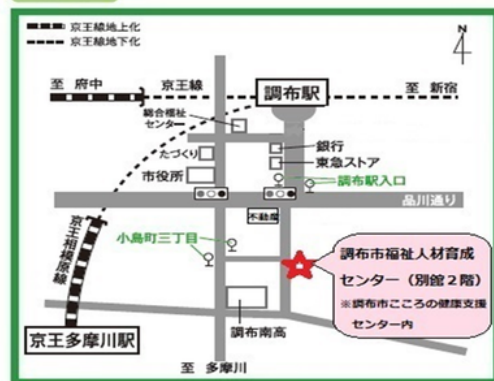 京王線地上化
京王線地下化
N
4
至 府中
京王線
調布駅
至 新宿
総合福祉
センター
たづくり
市役所
銀行
東急ストア
調布駅入口
品川通り
不動産
小島町三丁目
京王相模原線
調布市福祉人材育成
センター（別館2階）
※調布市こころの健康支援
センター内
調布南高
京王多摩川駅
至 多摩川